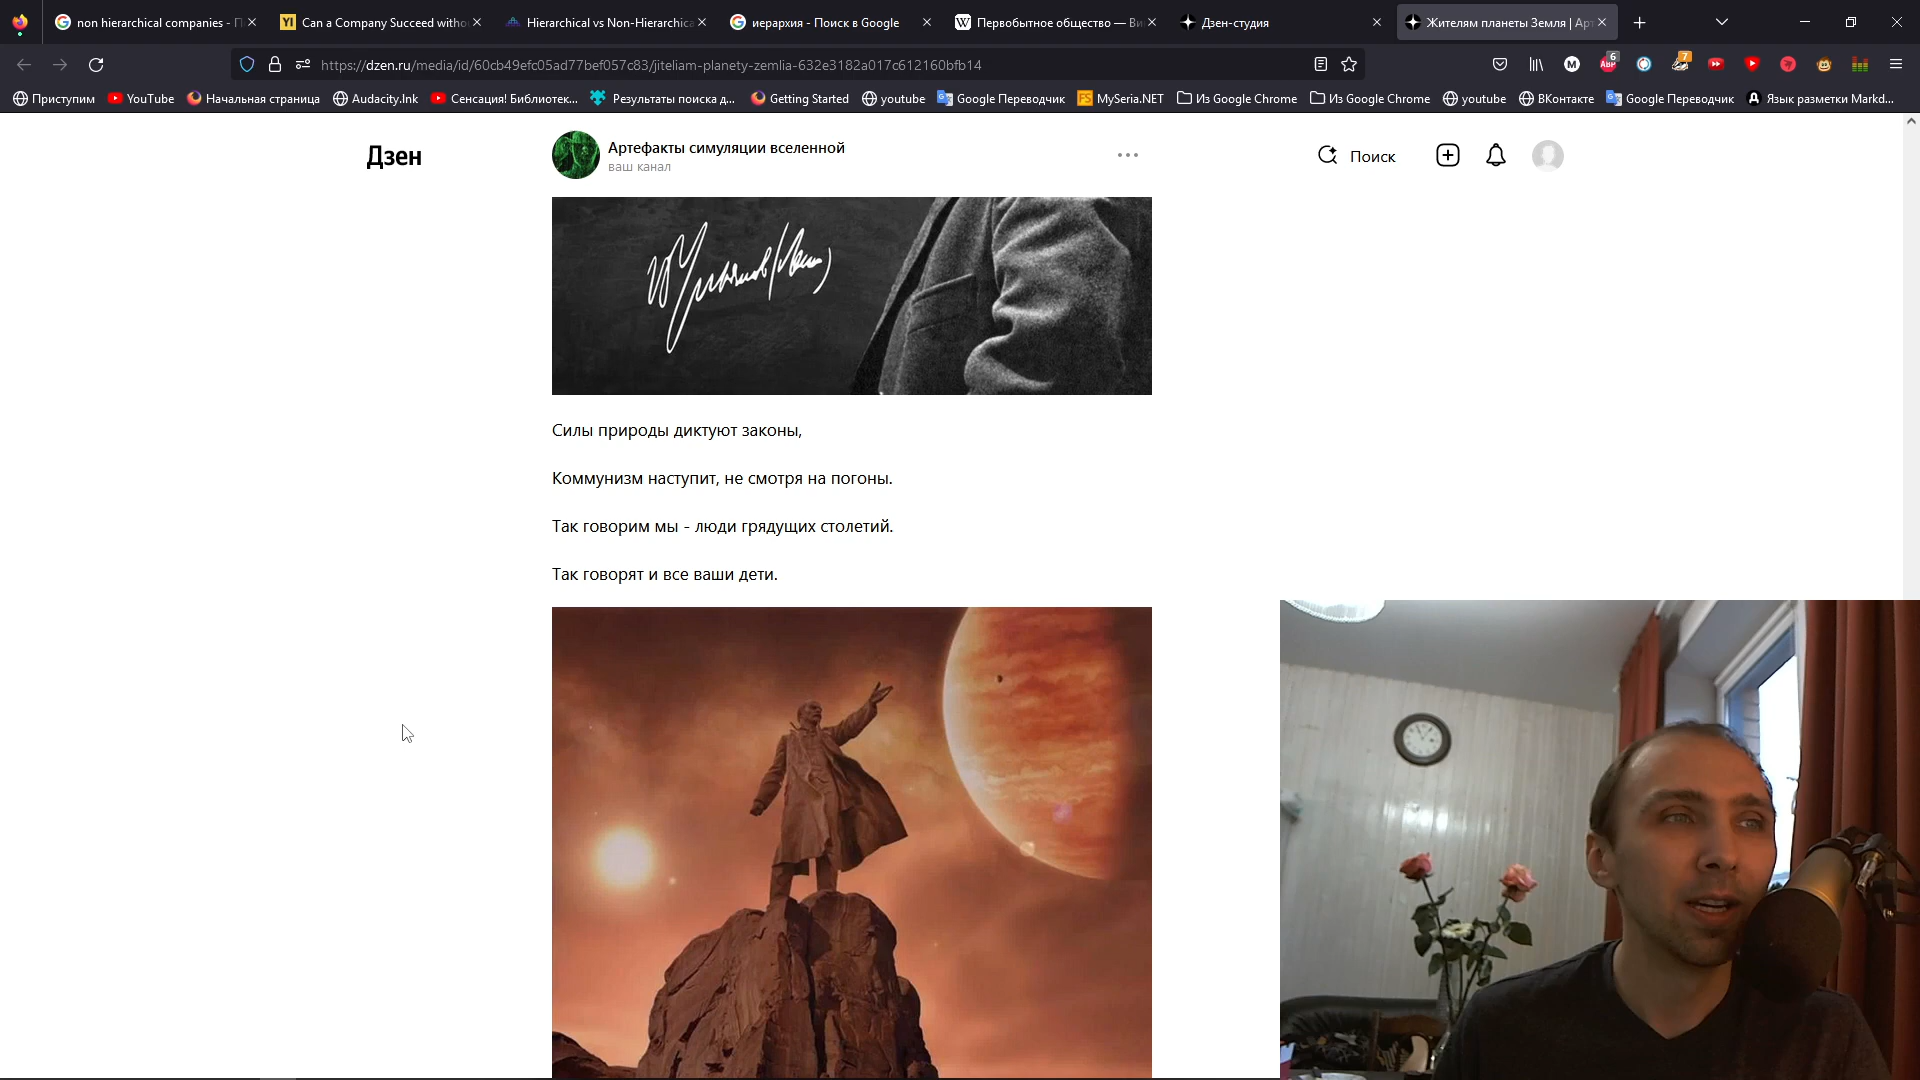 non hierarchical companies - П
Can a Company Succeed witho
Hierarchical vs Non-Hierarchica
иерархия - Поиск в Google
Первобытное общество — Ви
Дзен-студия
Жителям планеты Земля | Арт
https://dzen.ru/media/id/60cb49efc05ad77bef057c83/jiteliam-planety-zemlia-632e3182a017c612160bfb14
6
7
ABP
M
Приступим
YouTube
Начальная страница
Audacity.lnk
Сенсация! Библиотек...
Результаты поиска д...
Getting Started
youtube
Google Переводчик
MySeria.NET
Из Google Chrome
Из Google Chrome
youtube
ВКонтакте
Google Переводчик
Язык разметки Markd...
Дзен
Артефакты симуляции вселенной
ваш канал
Поиск
Силы природы диктуют законы,
Коммунизм наступит, не смотря на погоны.
Так говорим мы - люди грядущих столетий.
Так говорят и все ваши дети.